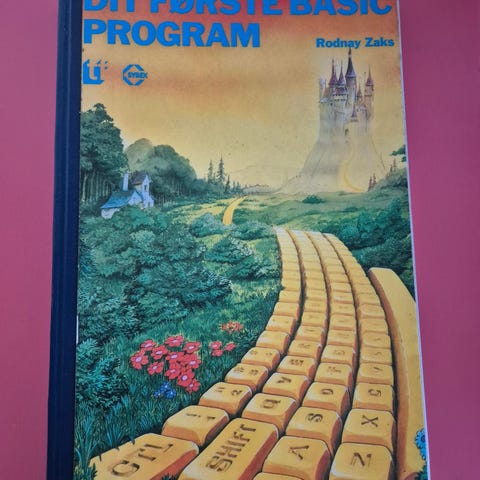 DIT FØRSTE BASIC
PROGRAM
Rodnay Zaks
SYBEX
CTL
SHIFT
A S D
Z X C